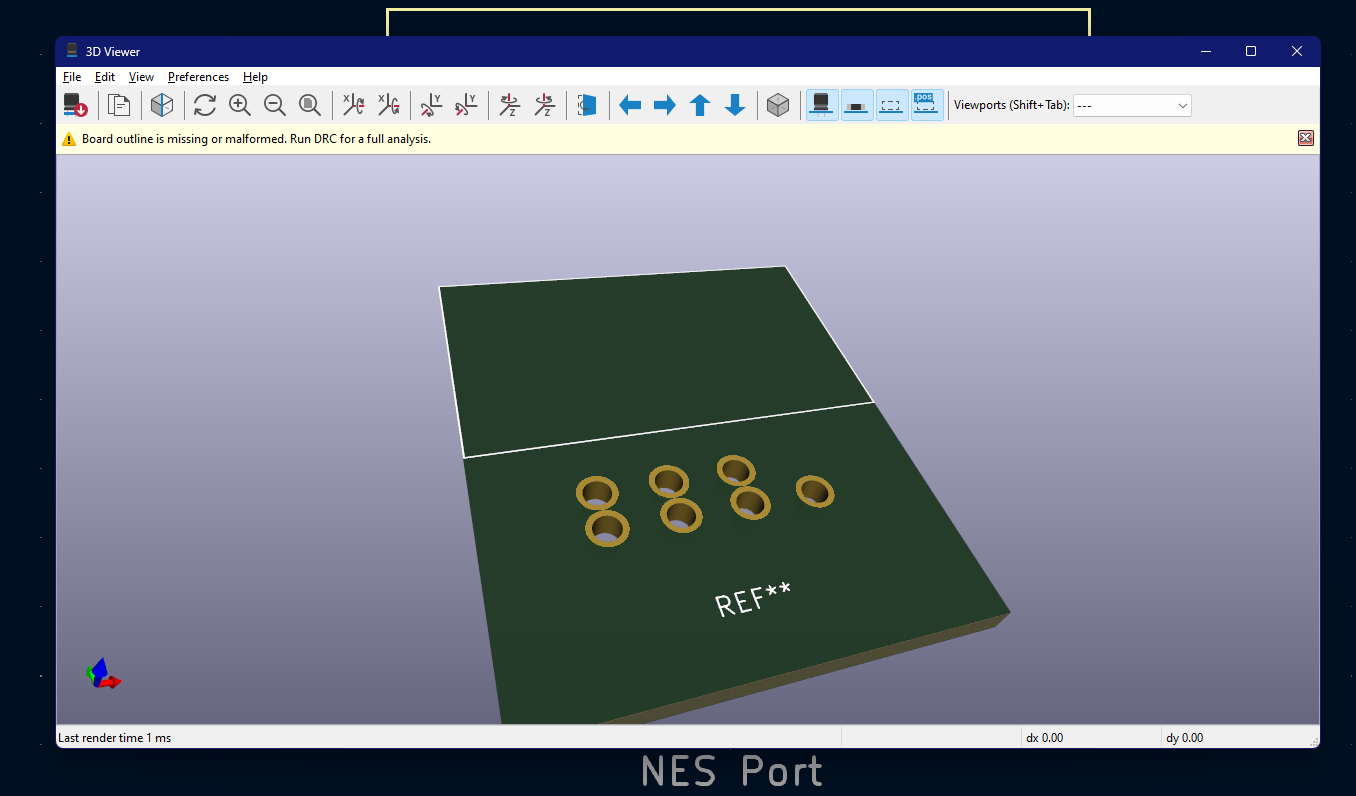 3D Viewer
File Edit View Preferences Help
X X Y Y Z Z pos Viewports (Shift+Tab): ---
Board outline is missing or malformed. Run DRC for a full analysis.
REF**
Last render time 1 ms dx 0.00 dy 0.00
NES Port